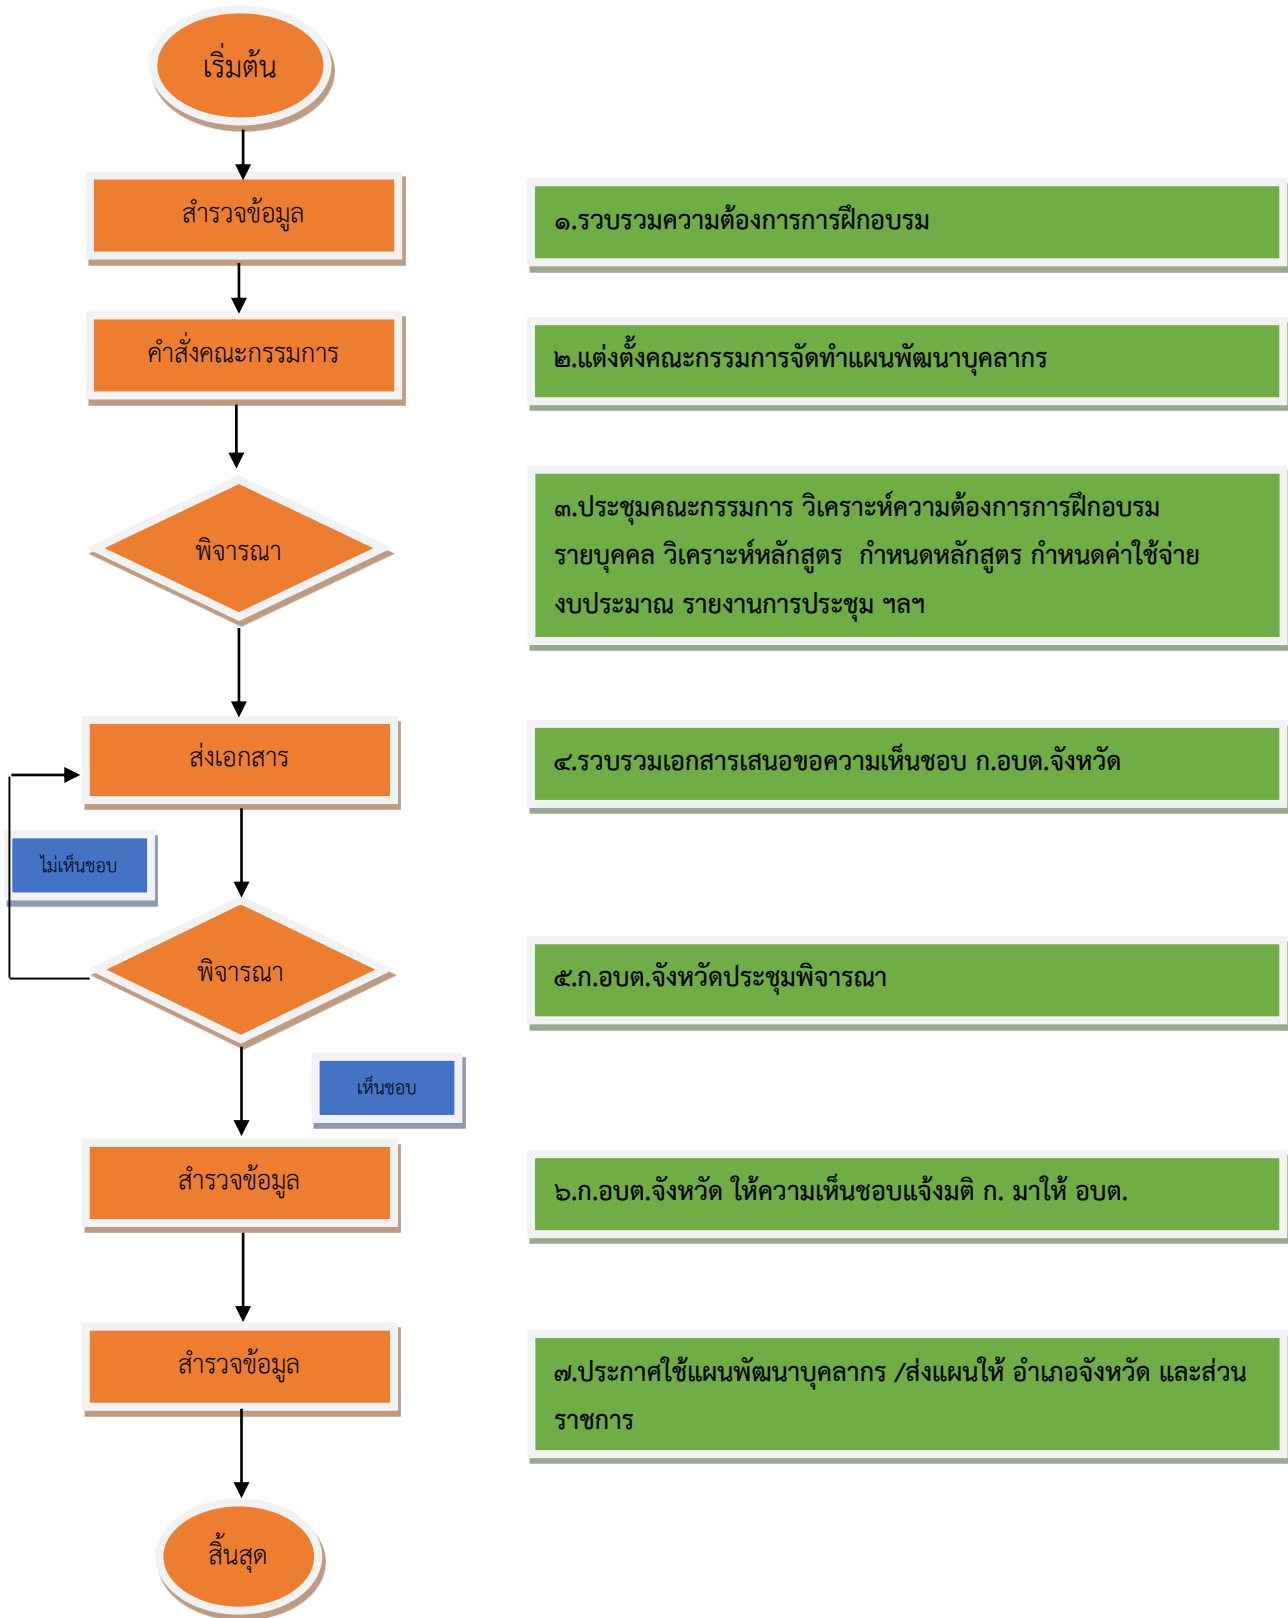 เริ่มต้น
สำรวจข้อมูล
๑.รวบรวมความต้องการการฝึกอบรม
คำสั่งคณะกรรมการ
๒.แต่งตั้งคณะกรรมการจัดทำแผนพัฒนาบุคลากร
พิจารณา
๓.ประชุมคณะกรรมการ วิเคราะห์ความต้องการการฝึกอบรม
รายบุคคล วิเคราะห์หลักสูตร  กำหนดหลักสูตร กำหนดค่าใช้จ่าย
งบประมาณ รายงานการประชุม ฯลฯ
ส่งเอกสาร
๔.รวบรวมเอกสารเสนอขอความเห็นชอบ ก.อบต.จังหวัด
ไม่เห็นชอบ
พิจารณา
๕.ก.อบต.จังหวัดประชุมพิจารณา
เห็นชอบ
สำรวจข้อมูล
๖.ก.อบต.จังหวัด ให้ความเห็นชอบแจ้งมติ ก. มาให้ อบต.
สำรวจข้อมูล
๗.ประกาศใช้แผนพัฒนาบุคลากร /ส่งแผนให้ อำเภอจังหวัด และส่วน
ราชการ
สิ้นสุด